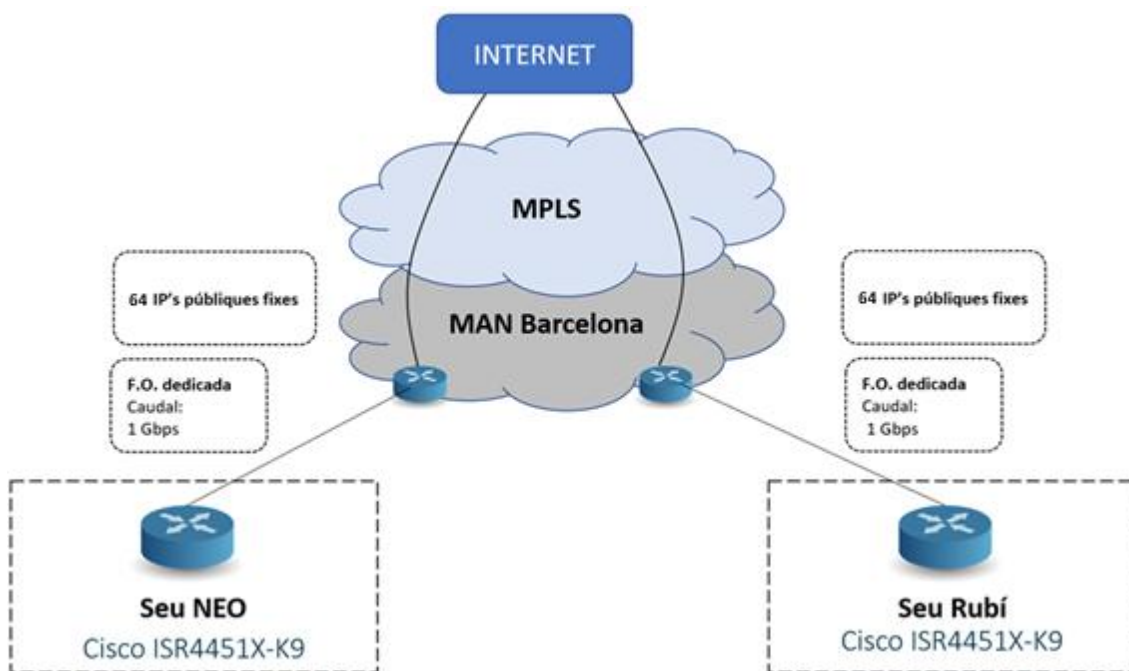 INTERNET
MPLS
MAN Barcelona
64 IP's públiques fixes
F.O. dedicada
Caudal:
1 Gbps
64 IP's públiques fixes
F.O. dedicada
Caudal:
1 Gbps
Seu NEO
Cisco ISR4451X-K9
Seu Rubí
Cisco ISR4451X-K9